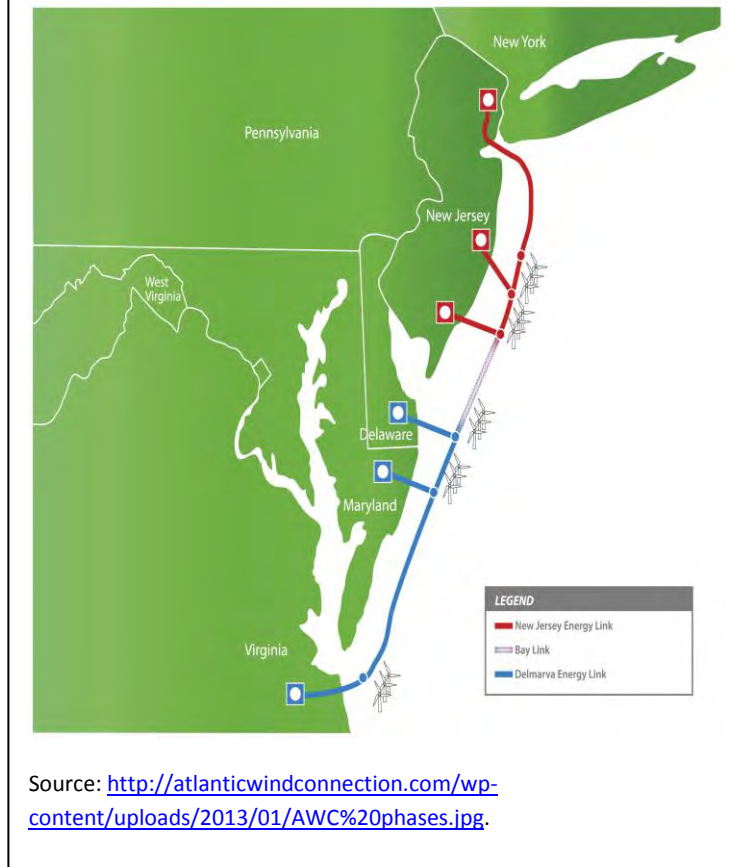 New York
Pennsylvania
New Jersey
West
Virginia
Delaware
Maryland
Virginia
LEGEND
New Jersey Energy Link
Bay Link
Delmarva Energy Link
Source: http://atlanticwindconnection.com/wp-
content/uploads/2013/01/AWC%20phases.jpg.